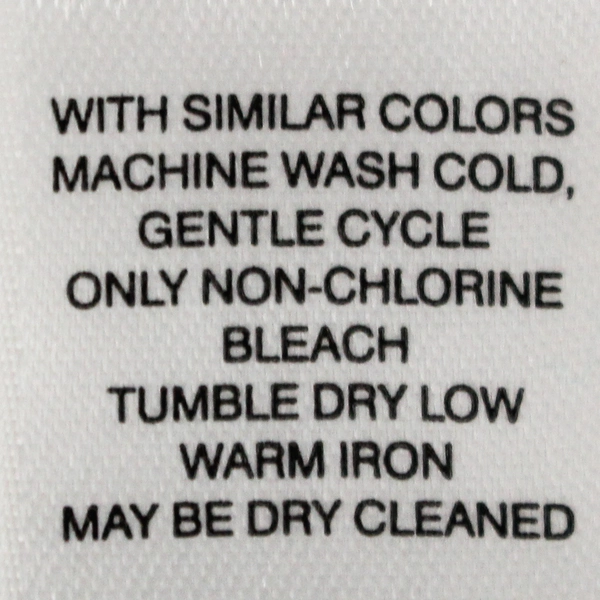 WITH SIMILAR COLORS
MACHINE WASH COLD,
GENTLE CYCLE
ONLY NON-CHLORINE
BLEACH
TUMBLE DRY LOW
WARM IRON
MAY BE DRY CLEANED